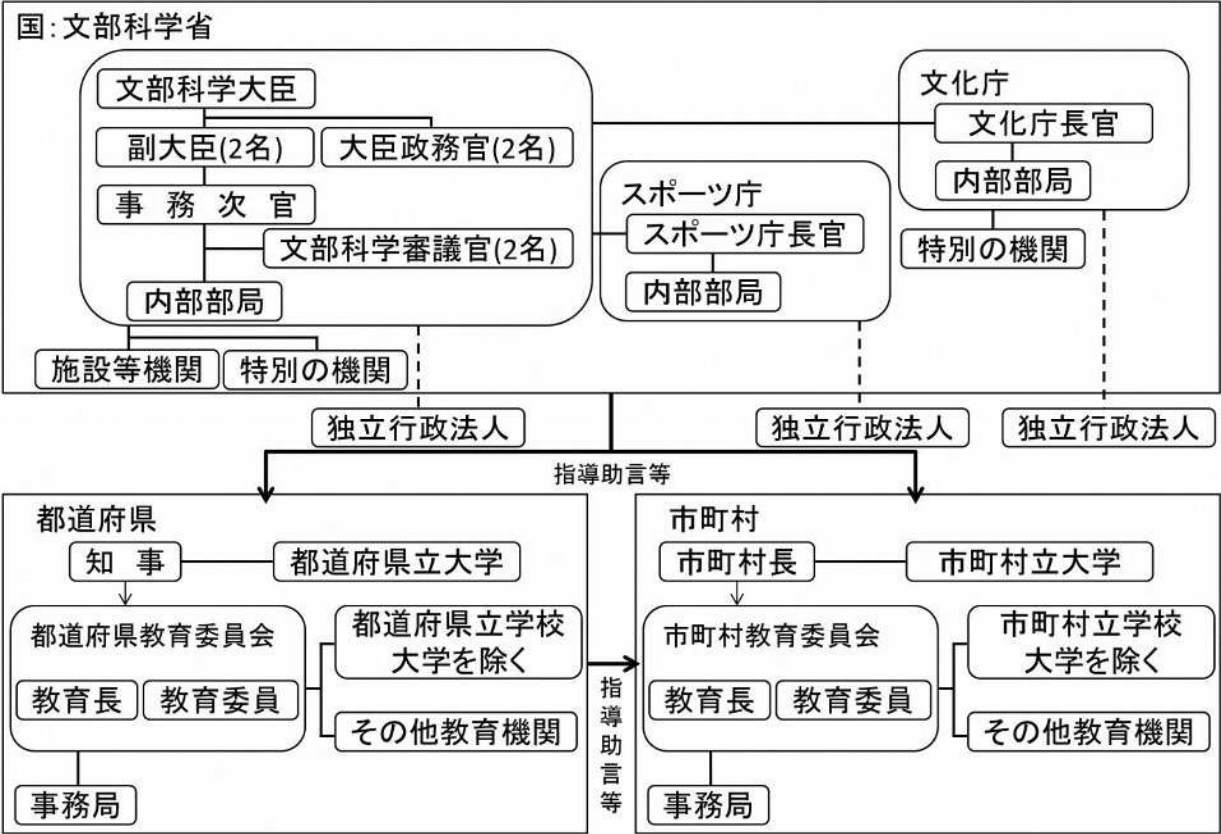 国:文部科学省
文部科学大臣
副大臣(2名)
大臣政務官(2名)
事務次官
文部科学審議官(2名)
内部部局
施設等機関
特別の機関
スポーツ庁
スポーツ庁長官
内部部局
文化庁
文化庁長官
内部部局
特別の機関
独立行政法人
独立行政法人
独立行政法人
指導助言等
都道府県
知事
都道府県立大学
都道府県教育委員会
教育長
教育委員
都道府県立学校
大学を除く
その他教育機関
事務局
指導助言等
市町村
市町村長
市町村立大学
市町村教育委員会
教育長
教育委員
市町村立学校
大学を除く
その他教育機関
事務局